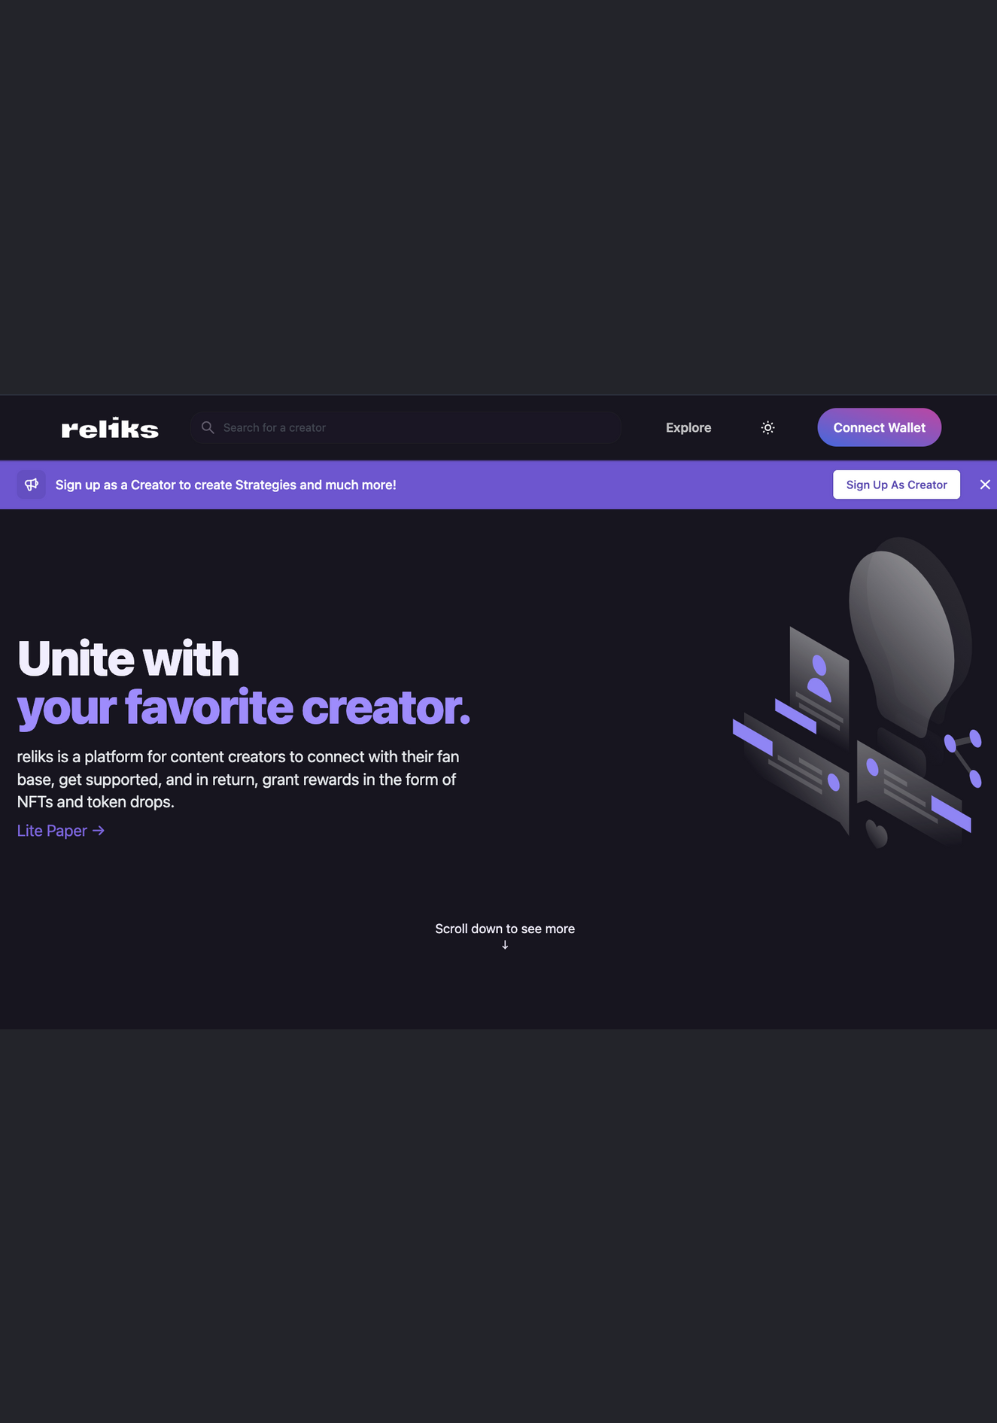 reliks
Search for a creator
Explore
Connect Wallet
Sign up as a Creator to create Strategies and much more!
Sign Up As Creator
Unite with
your favorite creator.
reliks is a platform for content creators to connect with their fan
base, get supported, and in return, grant rewards in the form of
NFTs and token drops.
Lite Paper →
Scroll down to see more
↓